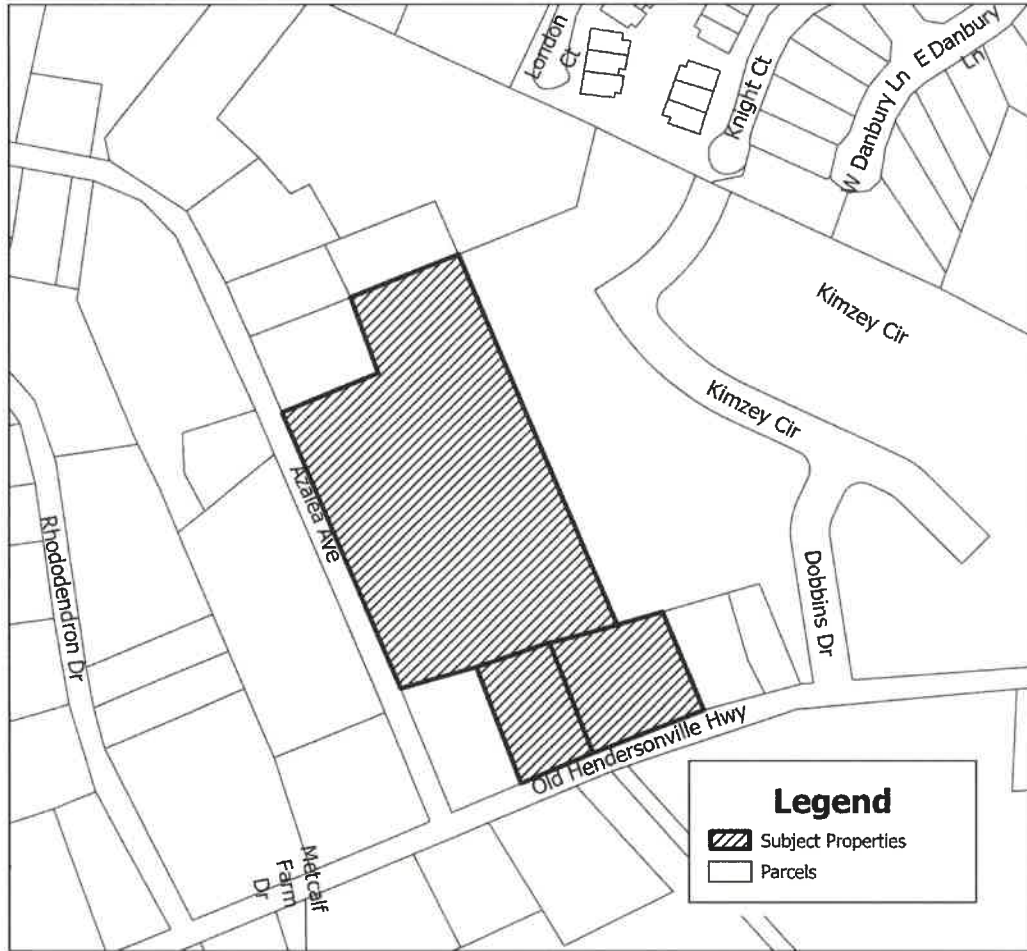 London
Ct
Knight Ct
W Danbury Ln
E Danbury
Ln
Kimzey Cir
Kimzey Cir
Azalea Ave
Rhododendron Dr
Dobbins Dr
Old Hendersonville Hwy
Metcalf
Farm
Dr
Legend
Subject Properties
Parcels